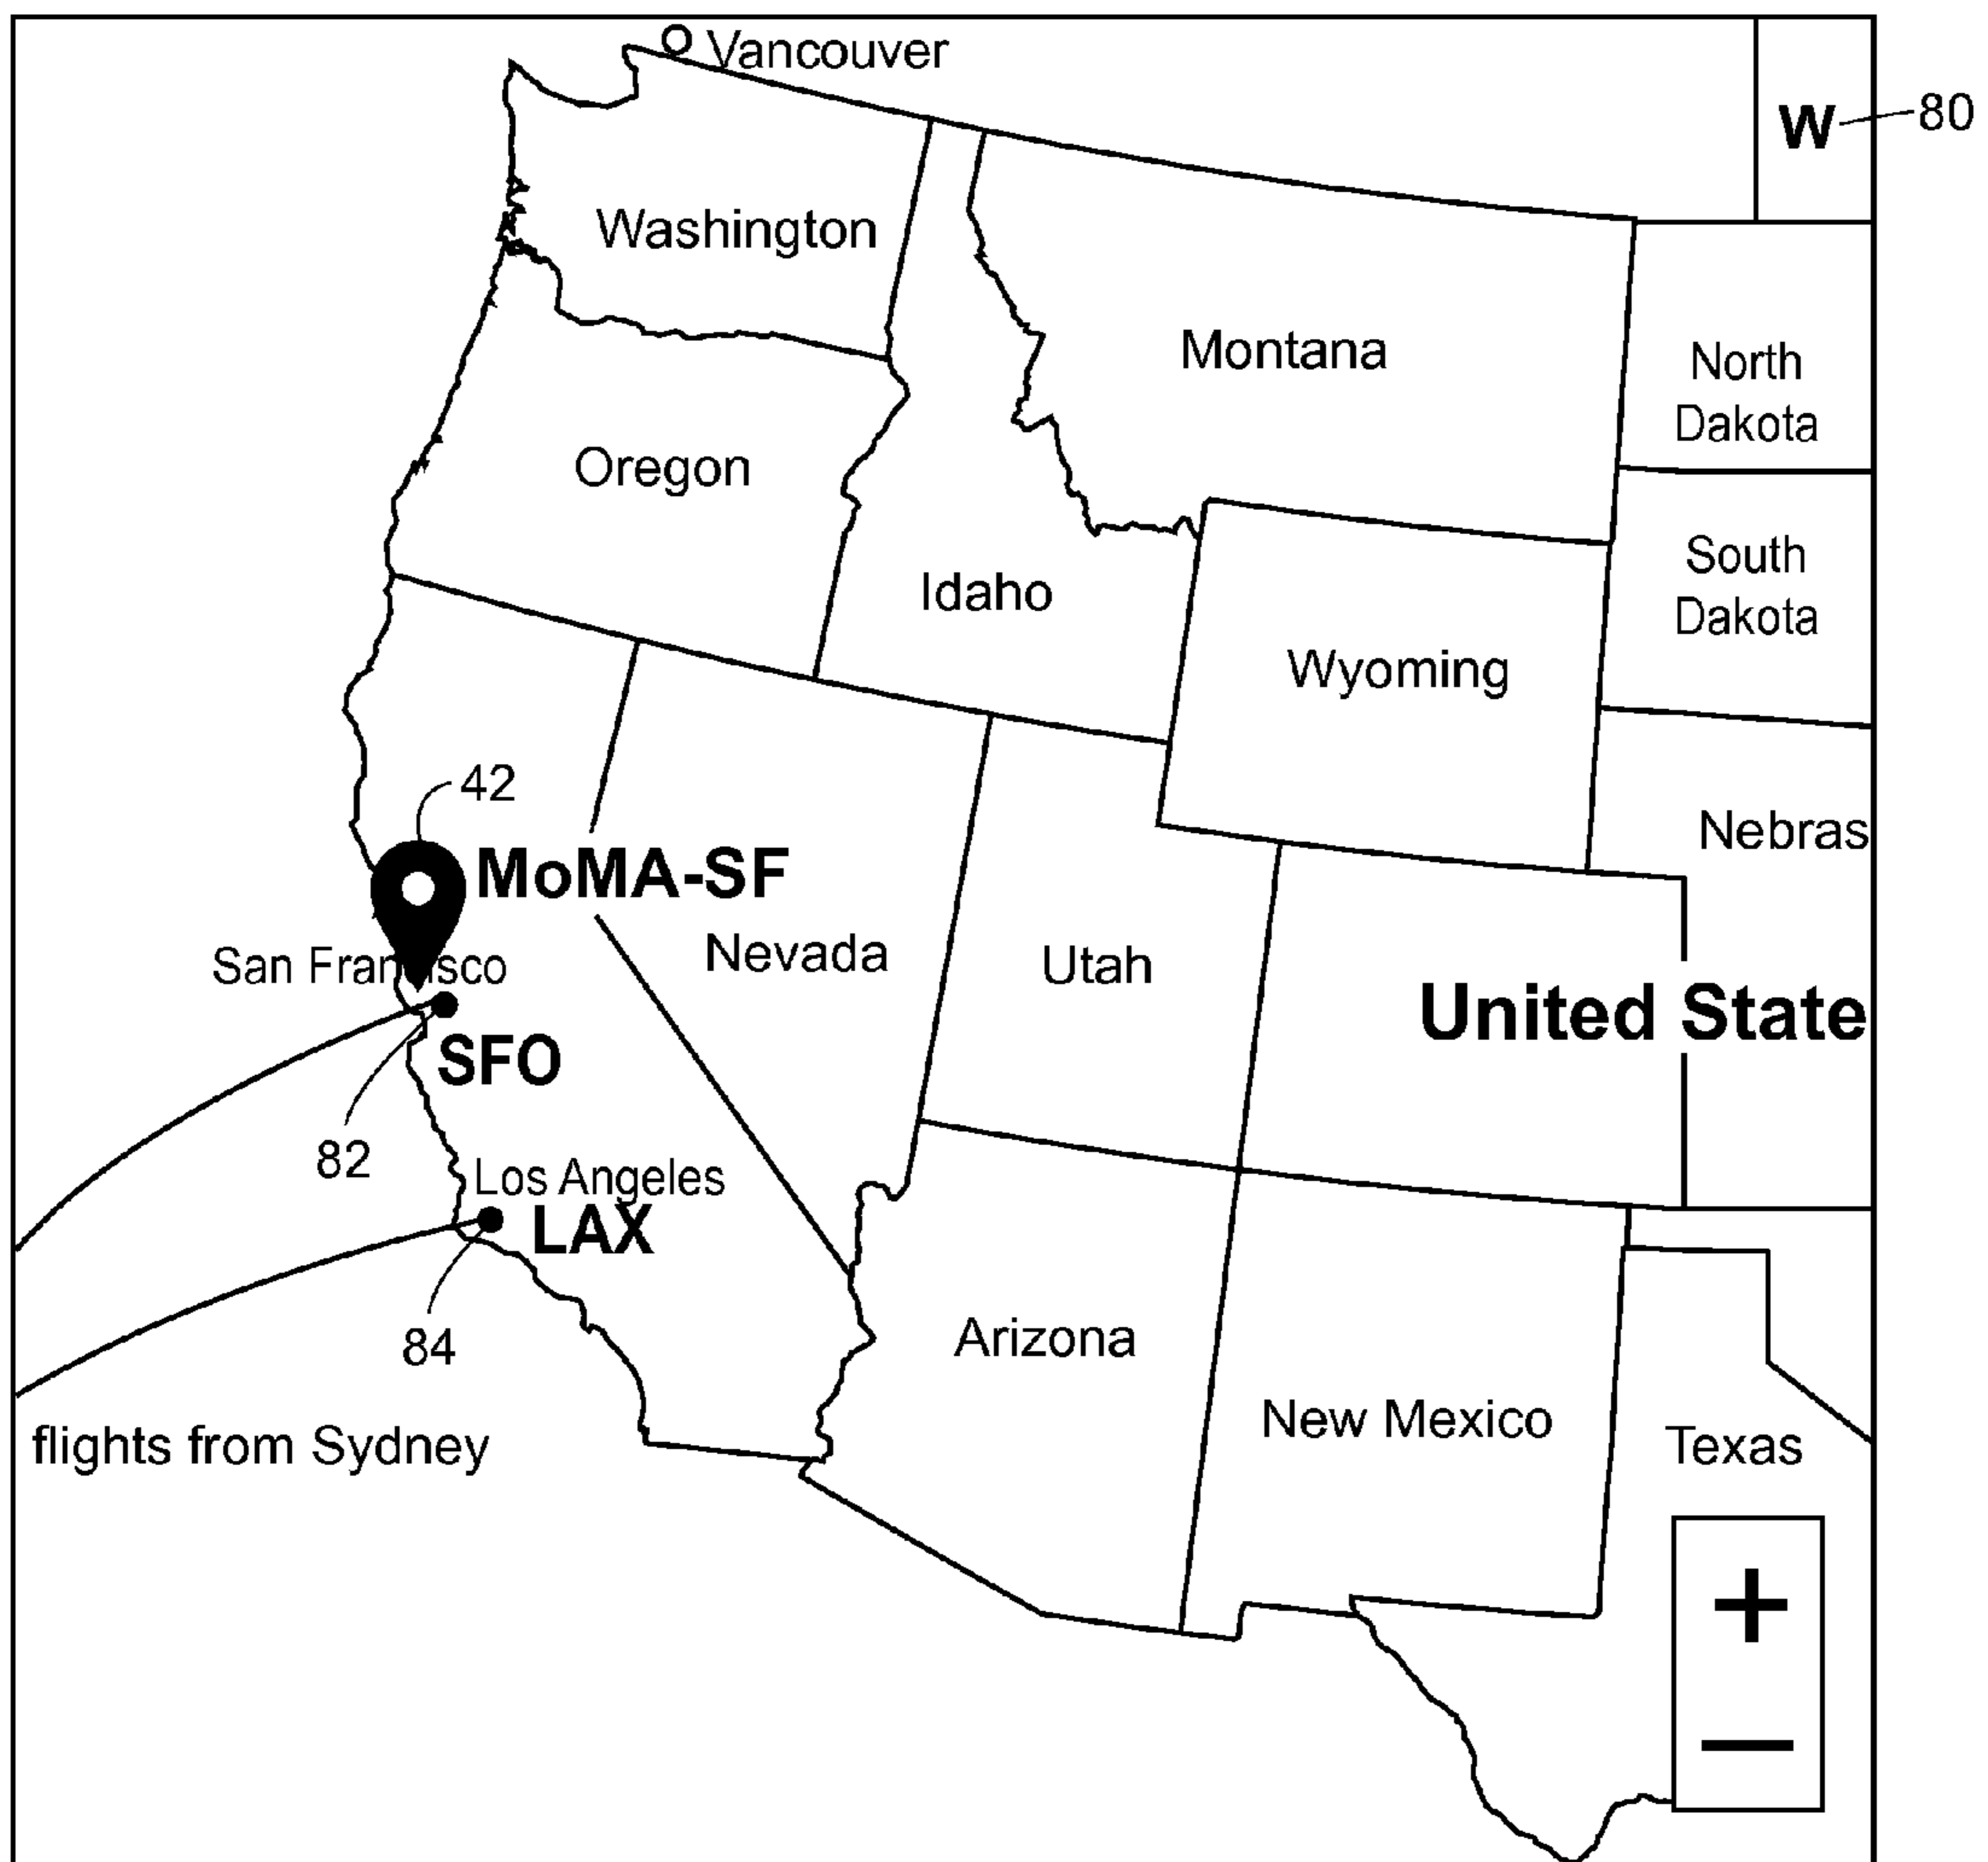 Vancouver
W
80
Washington
Montana
North
Dakota
Oregon
South
Dakota
Idaho
Wyoming
42
Nebras
MoMA-SF
Nevada
Utah
San Francisco
United State
SFO
82
Los Angeles
LAX
84
Arizona
flights from Sydney
New Mexico
Texas
+
—